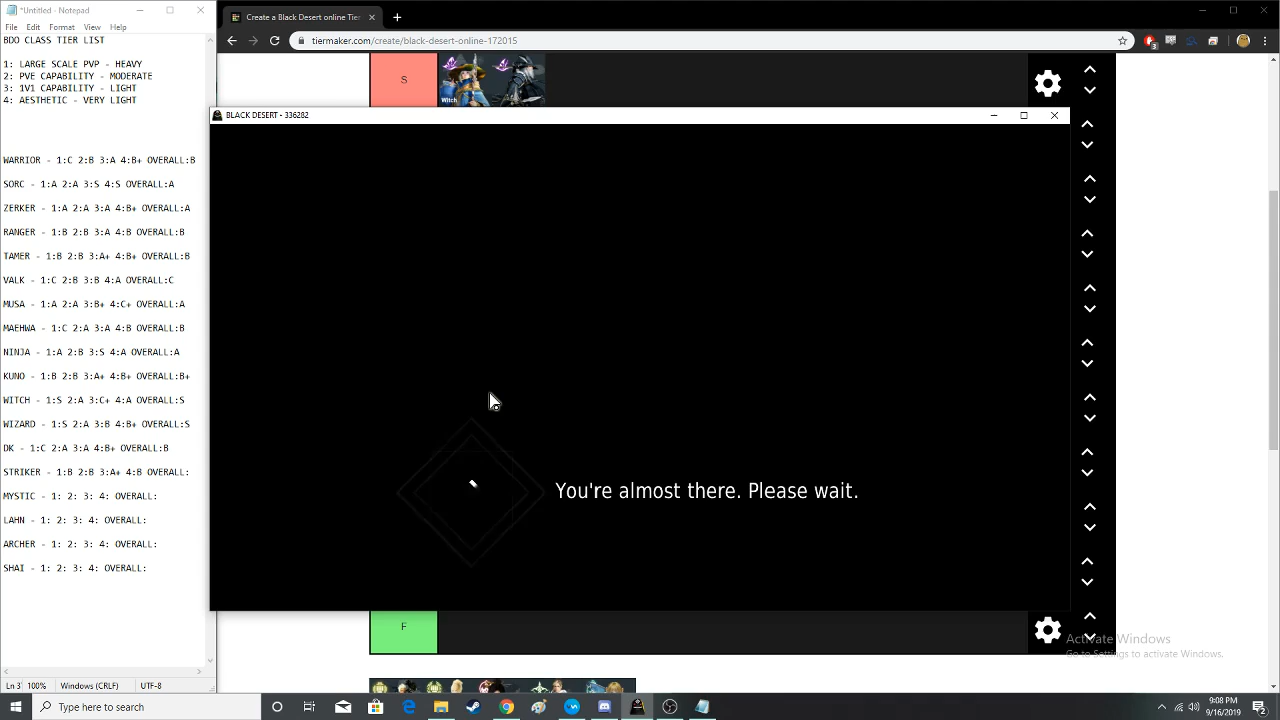 *Untitled - Notepad
File Edit Format View Help
BDO CLASS TIER LIST
1: LARGE SCALE PVP - HEAVY
2: PVE CAPABILITY - MODERATE
3: 1V1 CAPABILITY - LIGHT
4: AESTHETIC - VERY LIGHT
WARRIOR - 1:C 2:B 3:A 4:B+ OVERALL:B
SORC - 1:A 2:A 3:S 4:S OVERALL:A
ZERKER - 1:A 2:A 3:A 4:B+ OVERALL:A
RANGER - 1:B 2:B 3:A 4:B OVERALL:B
TAMER - 1:B 2:B 3:A+ 4:B+ OVERALL:B
VALK - 1:C 2:B 3:B 4:A OVERALL:C
MUSA - 1:A 2:A 3:B+ 4:C+ OVERALL:A
MAEHWA - 1:C 2:A 3:A 4:B OVERALL:B
NINJA - 1:A 2:B 3:S 4:A OVERALL:A
KUNO - 1:B 2:B 3:A+ 4:B+ OVERALL:B+
WITCH - 1:S 2:A 3:C+ 4:A OVERALL:S
WIZARD - 1:S 2:A 3:B 4:B+ OVERALL:S
DK - 1:C 2:A 3:A 4:B+ OVERALL:B
STRIKER - 1:B 2:B 3:A+ 4:B OVERALL:
MYSTIC - 1: 2: 3: 4: OVERALL:
LAHN - 1: 2: 3: 4: OVERALL:
ARCHER - 1: 2: 3: 4: OVERALL:
SHAI - 1: 2: 3: 4: OVERALL:
100% Windows (CRLF) UTF-8
Create a Black Desert online Tier
tiermaker.com/create/black-desert-online-172015
3
S
Witch
BLACK DESERT - 336282
You're almost there. Please wait.
F
Activate Windows
Go to Settings to activate Windows.
Type here to search
9:08 PM
9/16/2019